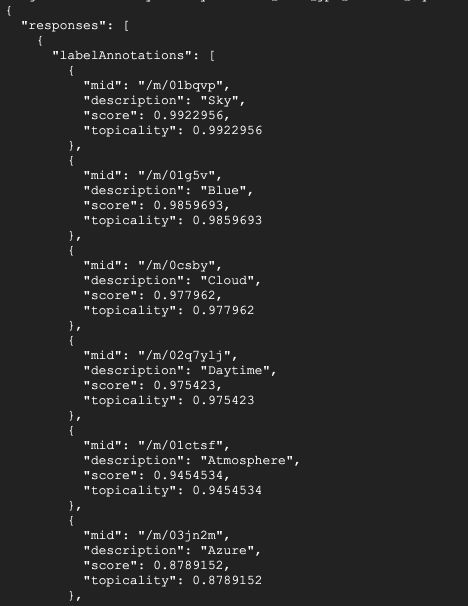 {
"responses": [
{
"labelAnnotations": [
{
"mid": "/m/01bqvp",
"description": "Sky",
"score": 0.9922956,
"topicality": 0.9922956
},
{
"mid": "/m/01g5v",
"description": "Blue",
"score": 0.9859693,
"topicality": 0.9859693
},
{
"mid": "/m/0csby",
"description": "Cloud",
"score": 0.977962,
"topicality": 0.977962
},
{
"mid": "/m/02q7ylj",
"description": "Daytime",
"score": 0.975423,
"topicality": 0.975423
},
{
"mid": "/m/01ctsf",
"description": "Atmosphere",
"score": 0.9454534,
"topicality": 0.9454534
},
{
"mid": "/m/03jn2m",
"description": "Azure",
"score": 0.8789152,
"topicality": 0.8789152
},